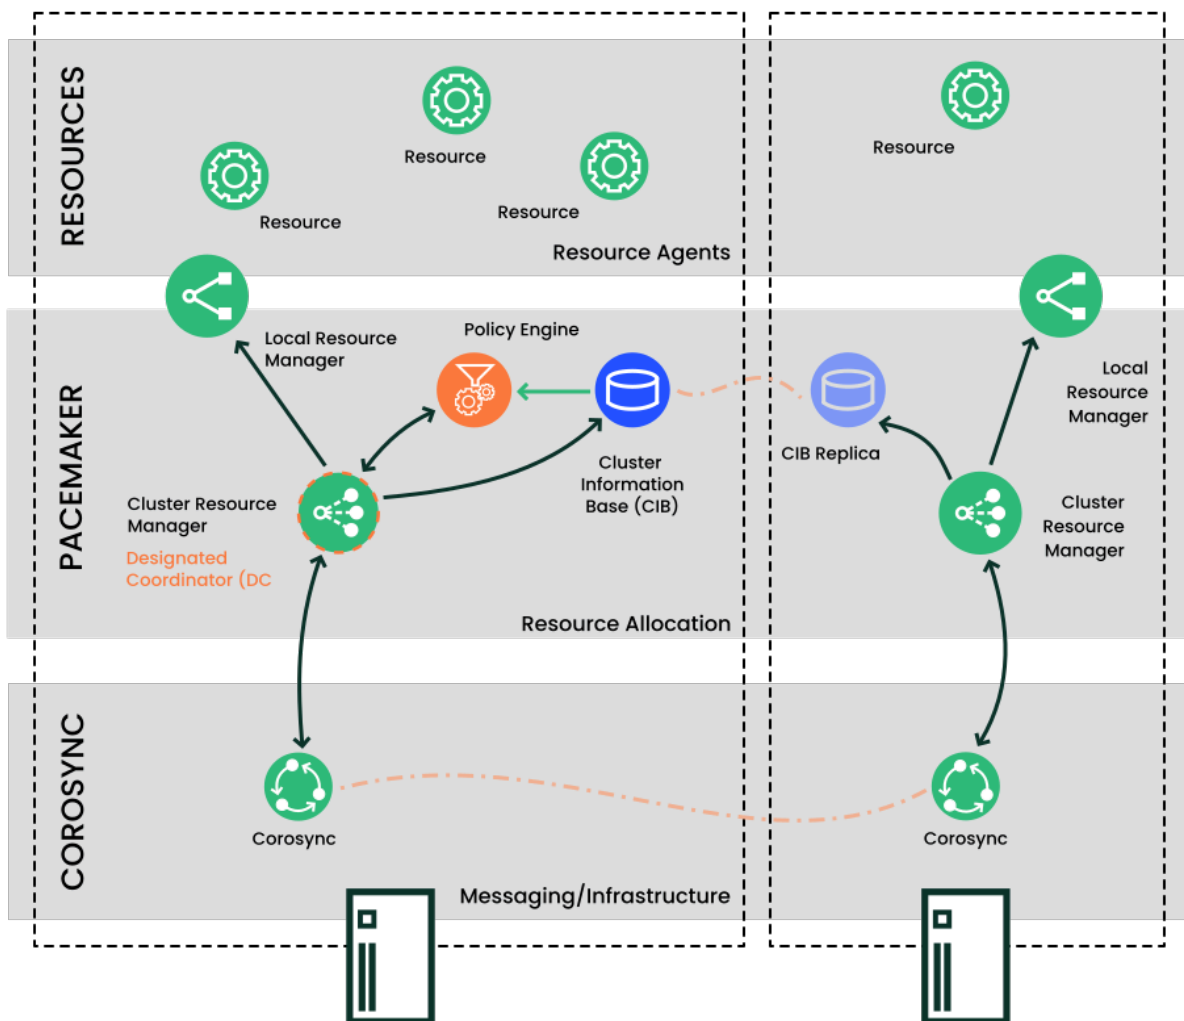 RESOURCES
Resource
Resource
Resource
Resource
Resource Agents
PACEMAKER
Local Resource
Manager
Policy Engine
Cluster
Information
Base (CIB)
CIB Replica
Local
Resource
Manager
Cluster Resource
Manager
Designated
Coordinator (DC
Cluster
Resource
Manager
Resource Allocation
COROSYNC
Corosync
Corosync
Messaging/Infrastructure